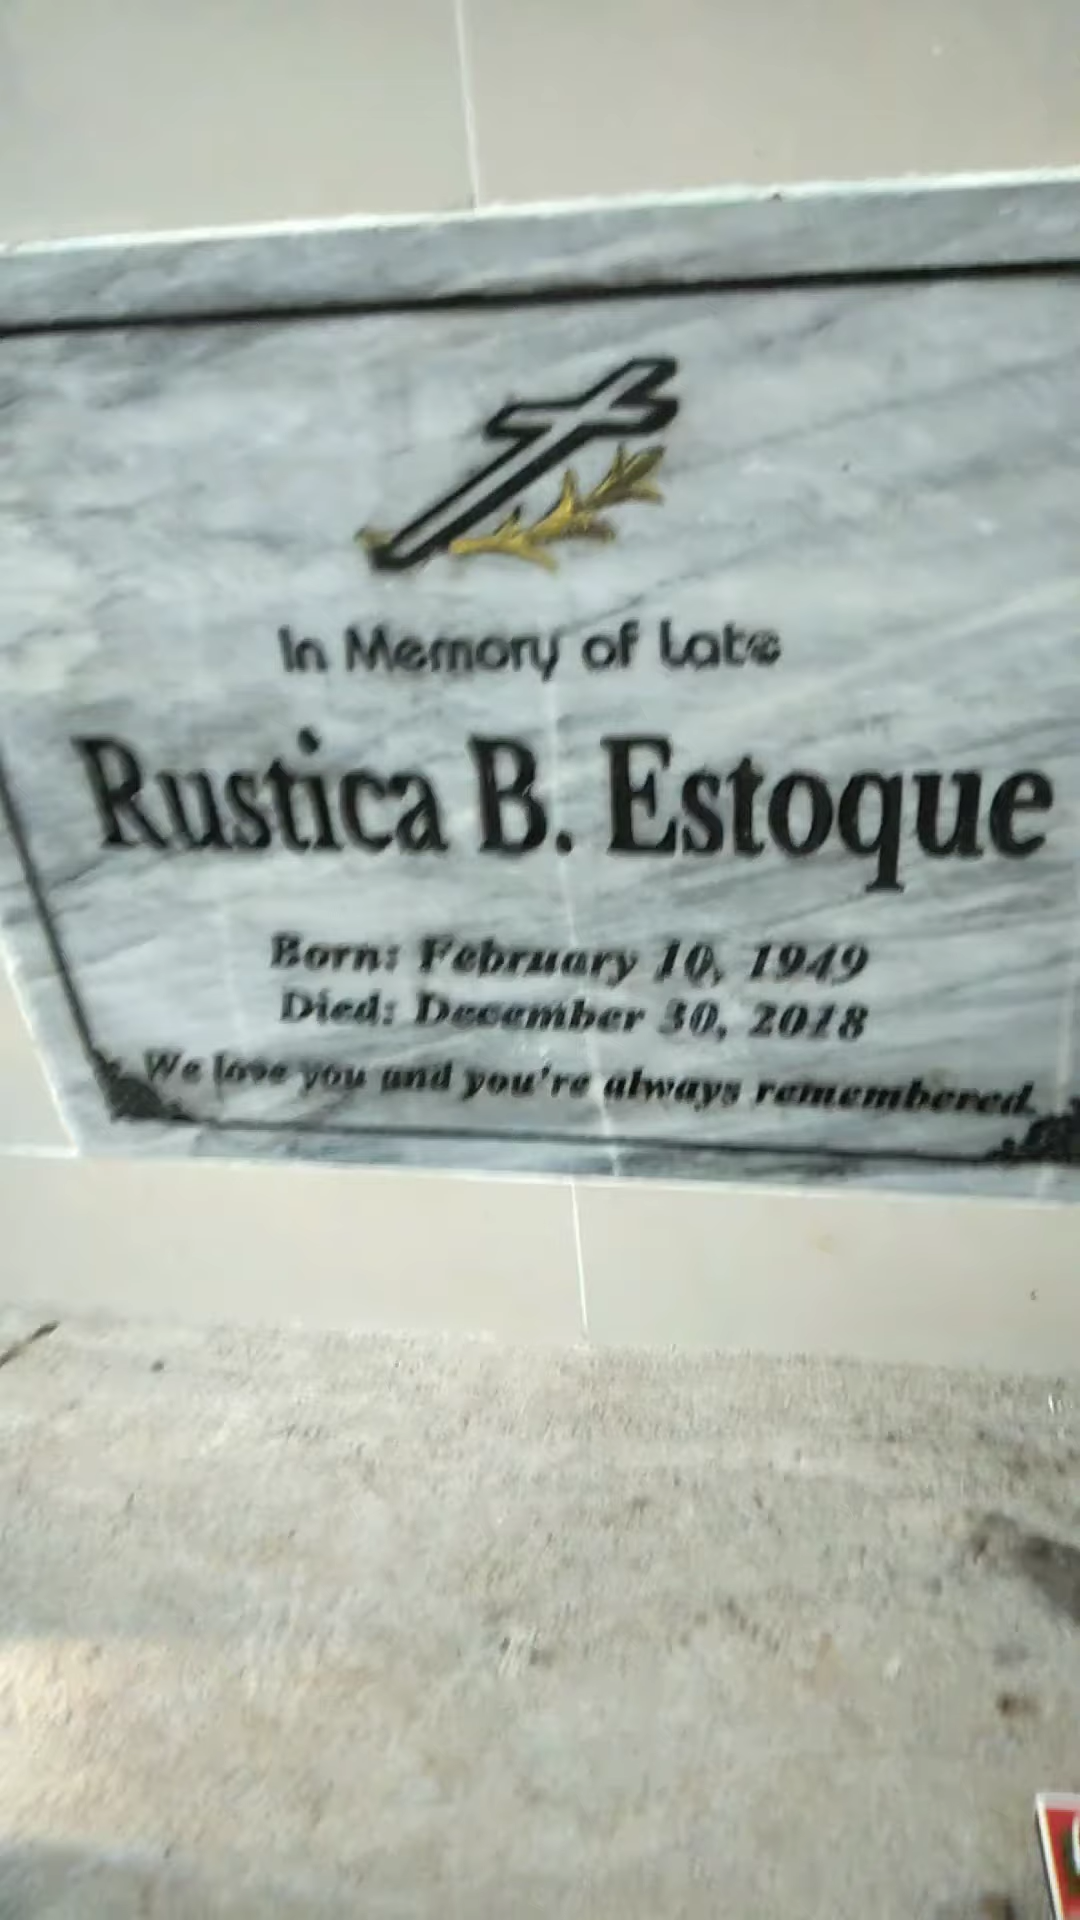 In Memory of Late
Rustica B. Estoque
Born: February 10, 1949
Died: December 30, 2018
We love you and you're always remembered.